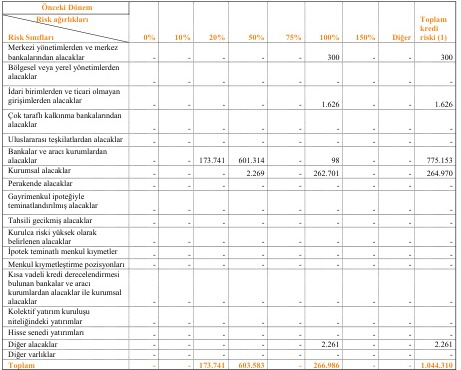 Önceki Dönem
Risk ağırlıkları
Risk Sınıfları 0% 10% 20% 50% 75% 100% 150% Diğer Toplam kredi riski (1)
Merkezi yönetimlerden ve merkez
bankalarından alacaklar - - - - - 300 - - 300
Bölgesel veya yerel yönetimlerden
alacaklar - - - - - - - - -
İdari birimlerden ve ticari olmayan
girişimlerden alacaklar - - - - - 1.626 - - 1.626
Çok taraflı kalkınma bankalarından
alacaklar - - - - - - - - -
Uluslararası teşkilatlardan alacaklar - - - - - - - - -
Bankalar ve aracı kurumlardan
alacaklar - - 173.741 601.314 - 98 - - 775.153
Kurumsal alacaklar - - - 2.269 - 262.701 - - 264.970
Perakende alacaklar - - - - - - - - -
Gayrimenkul ipoteğiyle
teminatlandırılmış alacaklar - - - - - - - - -
Tahsili gecikmiş alacaklar - - - - - - - - -
Kurulca riski yüksek olarak
belirlenen alacaklar - - - - - - - - -
İpotek teminatlı menkul kıymetler - - - - - - - - -
Menkul kıymetleştirme pozisyonları - - - - - - - - -
Kısa vadeli kredi derecelendirmesi
bulunan bankalar ve aracı
kurumlardan alacaklar ile kurumsal
alacaklar - - - - - - - - -
Kolektif yatırım kuruluşu
niteliğindeki yatırımlar - - - - - - - - -
Hisse senedi yatırımları - - - - - - - - -
Diğer alacaklar - - - - - 2.261 - - 2.261
Diğer varlıklar - - - - - - - - -
Toplam - - 173.741 603.583 - 266.986 - - 1.044.310